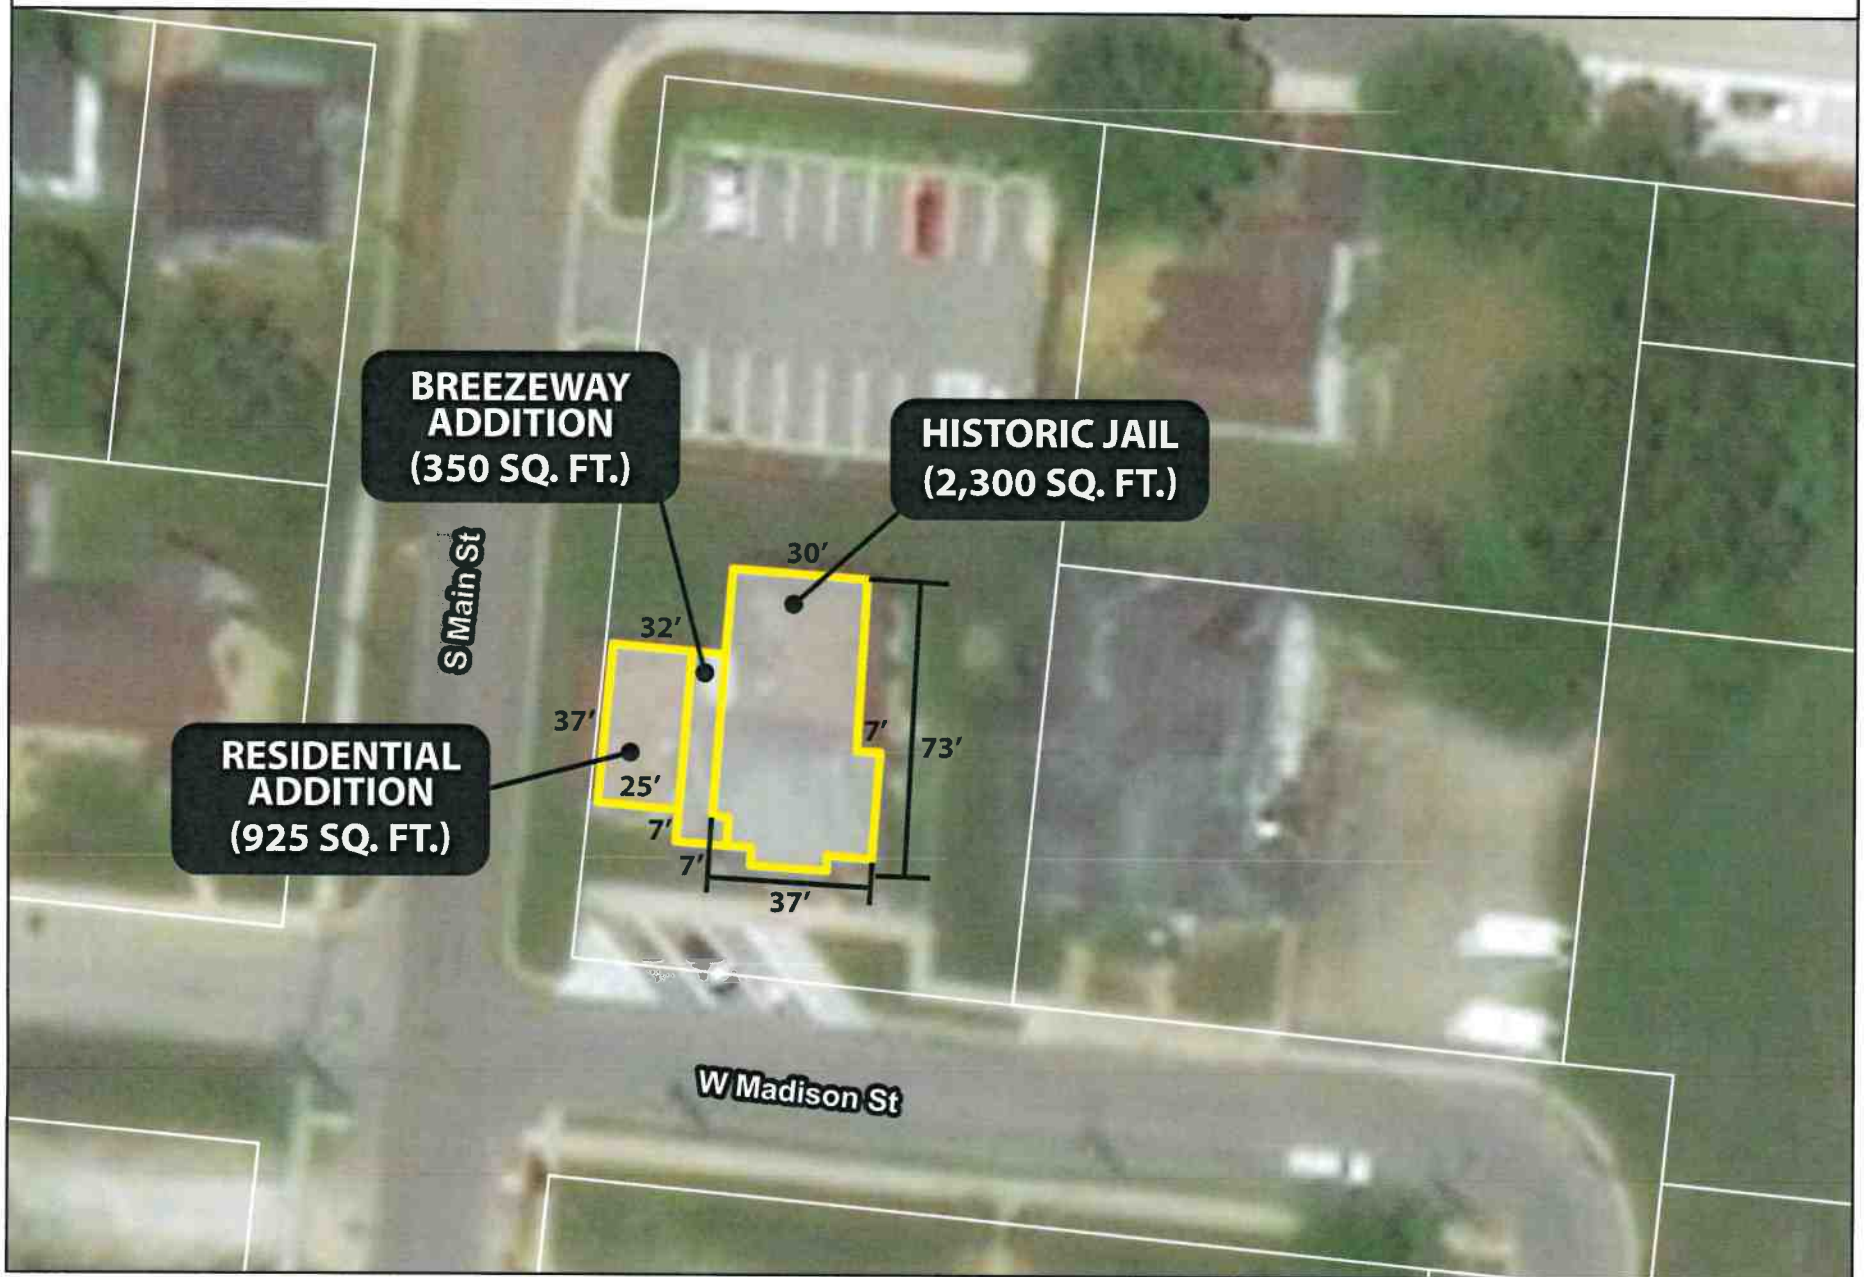 BREEZEWAY
ADDITION
(350 SQ. FT.)
HISTORIC JAIL
(2,300 SQ. FT.)
S Main St
30′
32′
37′
7′
73′
RESIDENTIAL
ADDITION
(925 SQ. FT.)
25′
7′
7′
37′
W Madison St